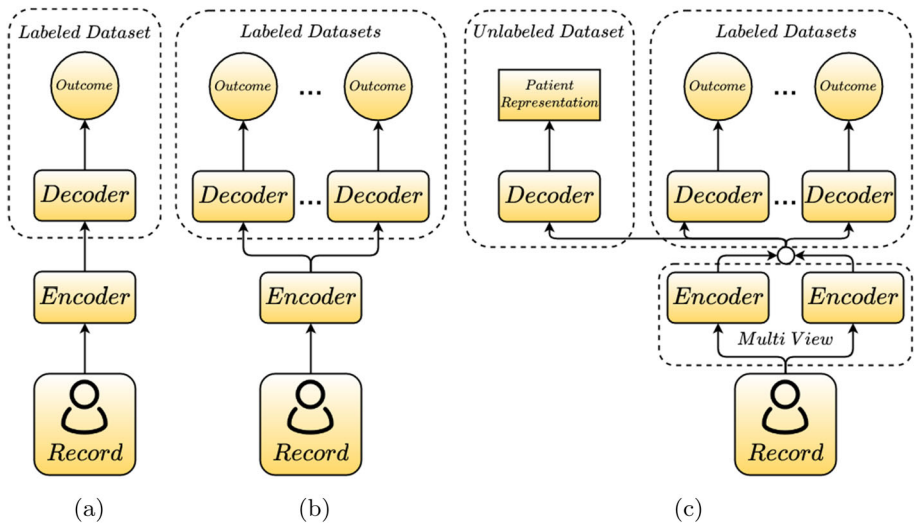 Labeled Dataset
Outcome
Decoder
Encoder
Record
(a)
Labeled Datasets
Outcome ... Outcome
Decoder ... Decoder
Encoder
Record
(b)
Unlabeled Dataset
Patient
Representation
Decoder
Labeled Datasets
Outcome ... Outcome
Decoder ... Decoder
Encoder Encoder
Multi View
Record
(c)